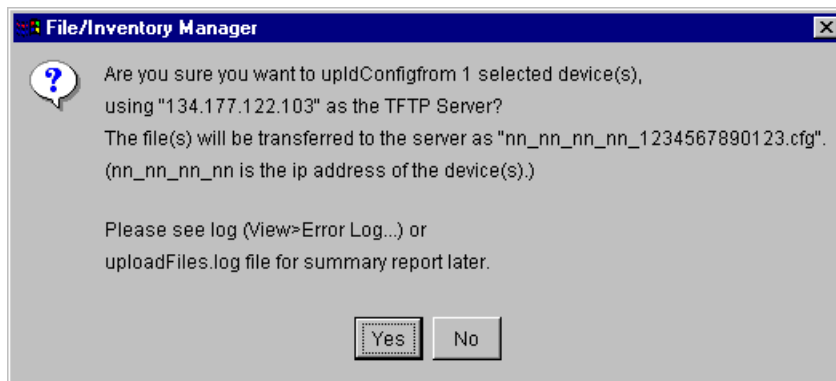 File/Inventory Manager
?
Are you sure you want to upldConfigfrom 1 selected device(s),
using "134.177.122.103" as the TFTP Server?
The file(s) will be transferred to the server as "nn_nn_nn_nn_1234567890123.cfg".
(nn_nn_nn_nn is the ip address of the device(s).)
Please see log (View>Error Log...) or
uploadFiles.log file for summary report later.
Yes No